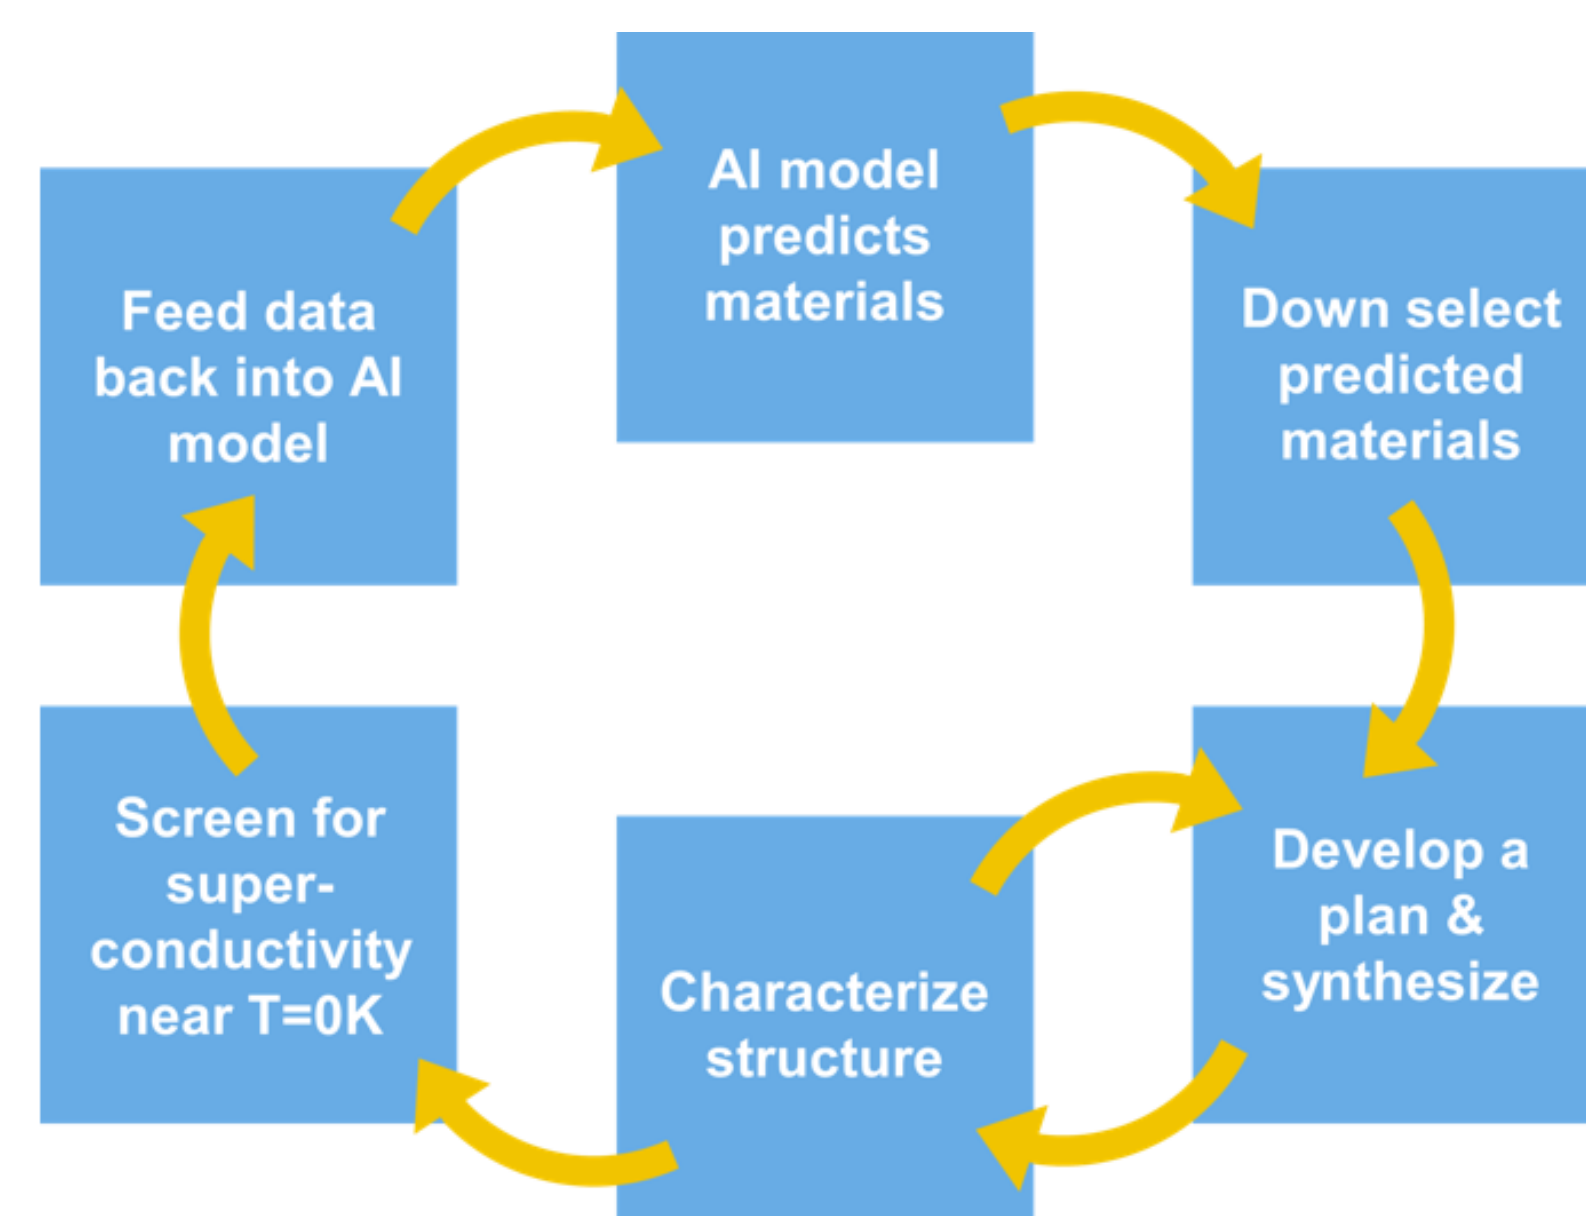 AI model
predicts
materials
Down select
predicted
materials
Develop a
plan &
synthesize
Characterize
structure
Screen for
super-
conductivity
near T=0K
Feed data
back into AI
model